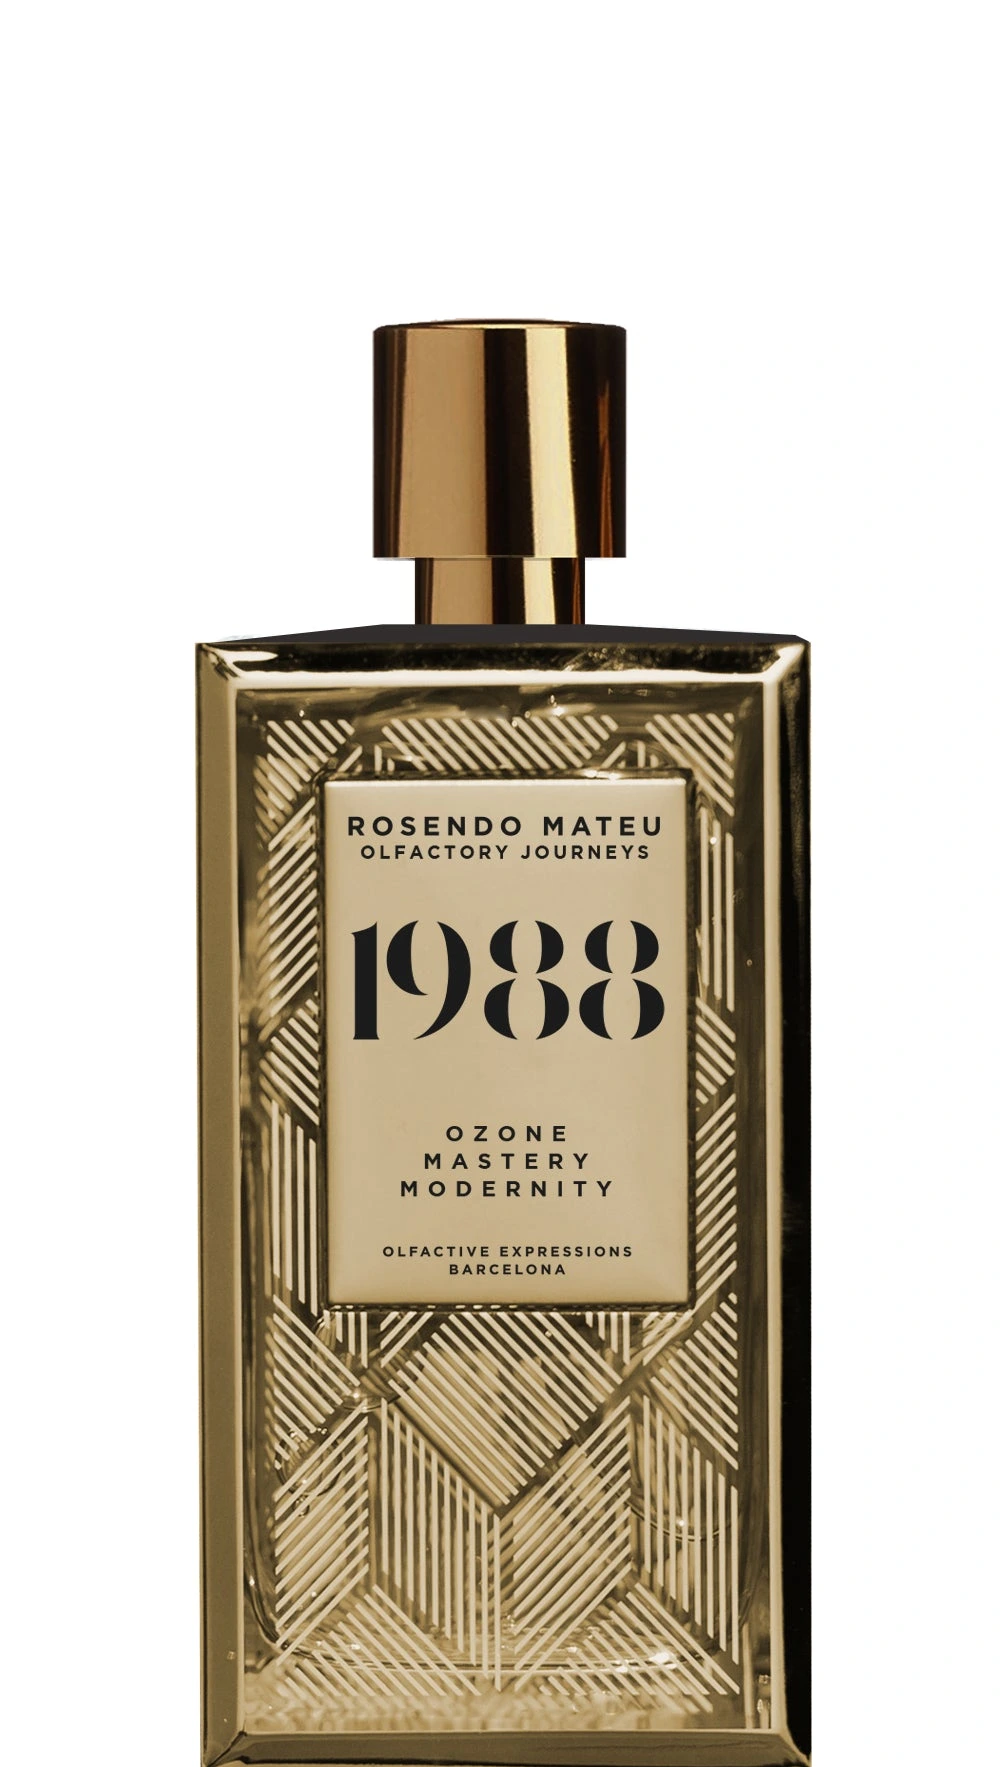 ROSENDO MATEU
OLFACTORY JOURNEYS
1988
OZONE
MASTERY
MODERNITY
OLFACTIVE EXPRESSIONS
BARCELONA